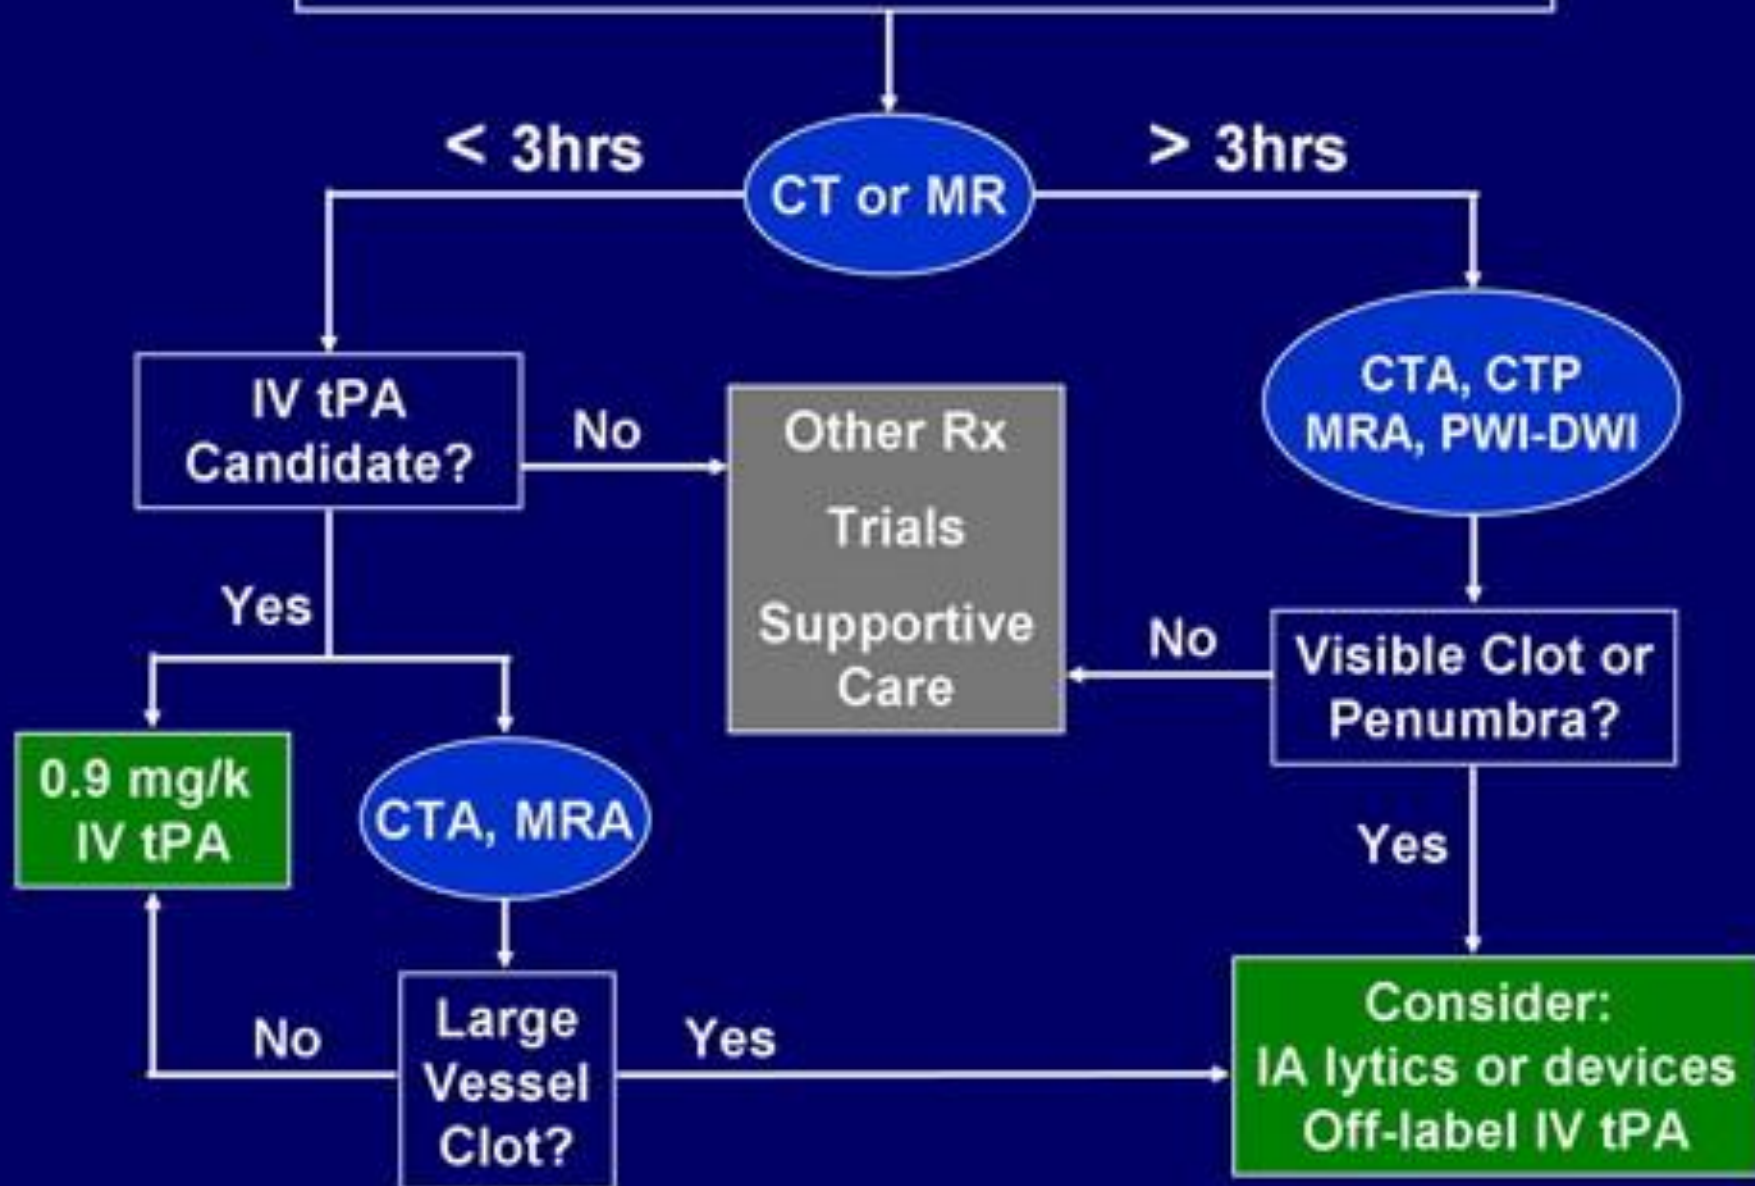 < 3hrs
> 3hrs
CT or MR
IV tPA
Candidate?
No
Other Rx
Trials
Supportive
Care
CTA, CTP
MRA, PWI-DWI
Yes
No
Visible Clot or
Penumbra?
0.9 mg/k
IV tPA
CTA, MRA
Yes
No
Large
Vessel
Clot?
Yes
Consider:
IA lytics or devices
Off-label IV tPA